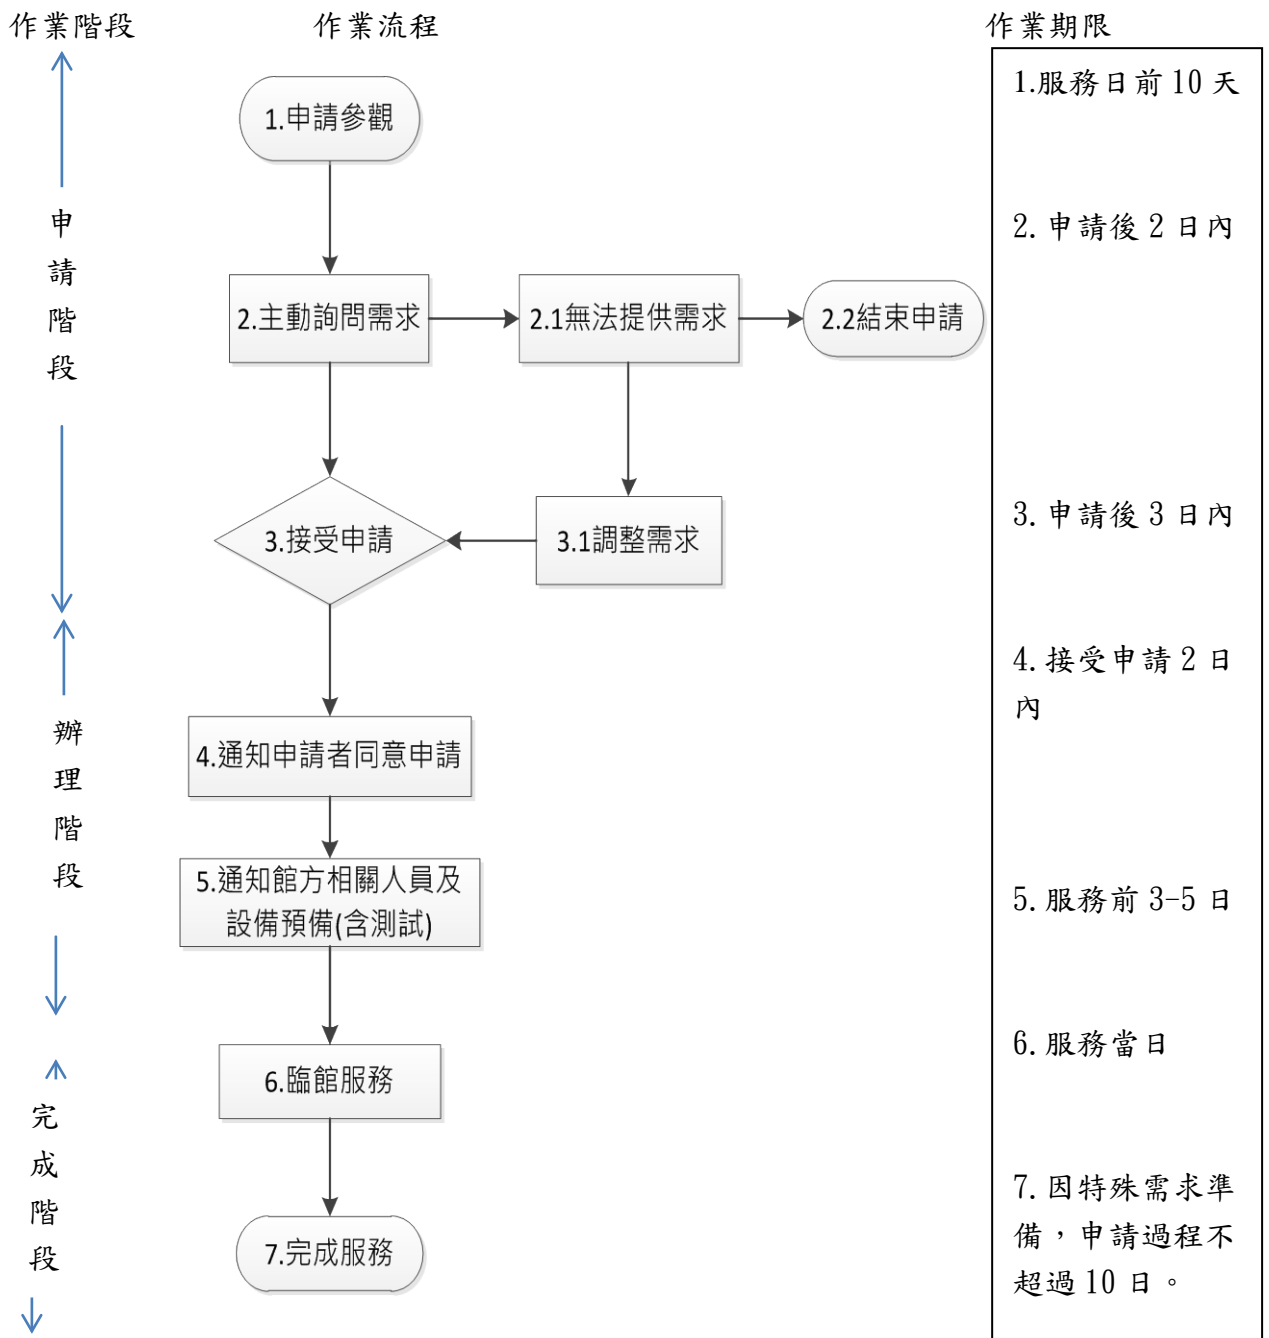 作業階段
作業流程
作業期限
申
請
階
段
辦
理
階
段
完
成
階
段
1.申請參觀
2.主動詢問需求
2.1無法提供需求
2.2結束申請
3.接受申請
3.1調整需求
4.通知申請者同意申請
5.通知館方相關人員及
設備預備(含測試)
6.臨館服務
7.完成服務
1.服務日前 10 天
2. 申請後 2 日內
3. 申請後 3 日內
4. 接受申請 2 日
內
5. 服務前 3-5 日
6. 服務當日
7. 因特殊需求準
備，申請過程不
超過 10 日。